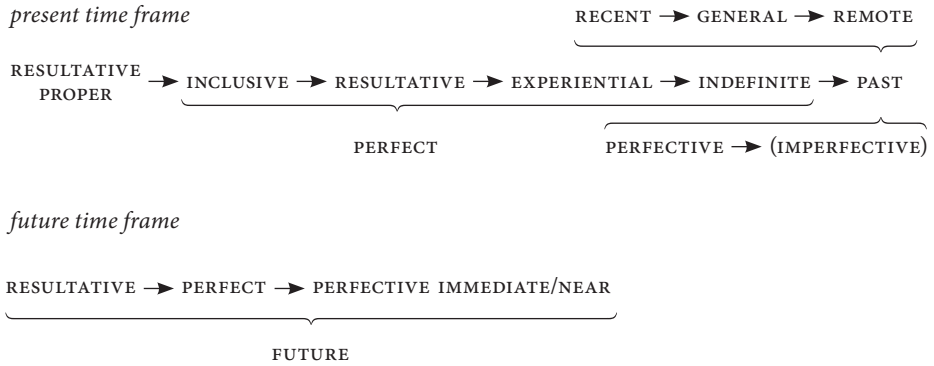 present time frame
RECENT → GENERAL → REMOTE
RESULTATIVE PROPER → INCLUSIVE → RESULTATIVE → EXPERIENTIAL → INDEFINITE → PAST
PERFECT
PERFECTIVE → (IMPERFECTIVE)
future time frame
RESULTATIVE → PERFECT → PERFECTIVE IMMEDIATE/NEAR
FUTURE